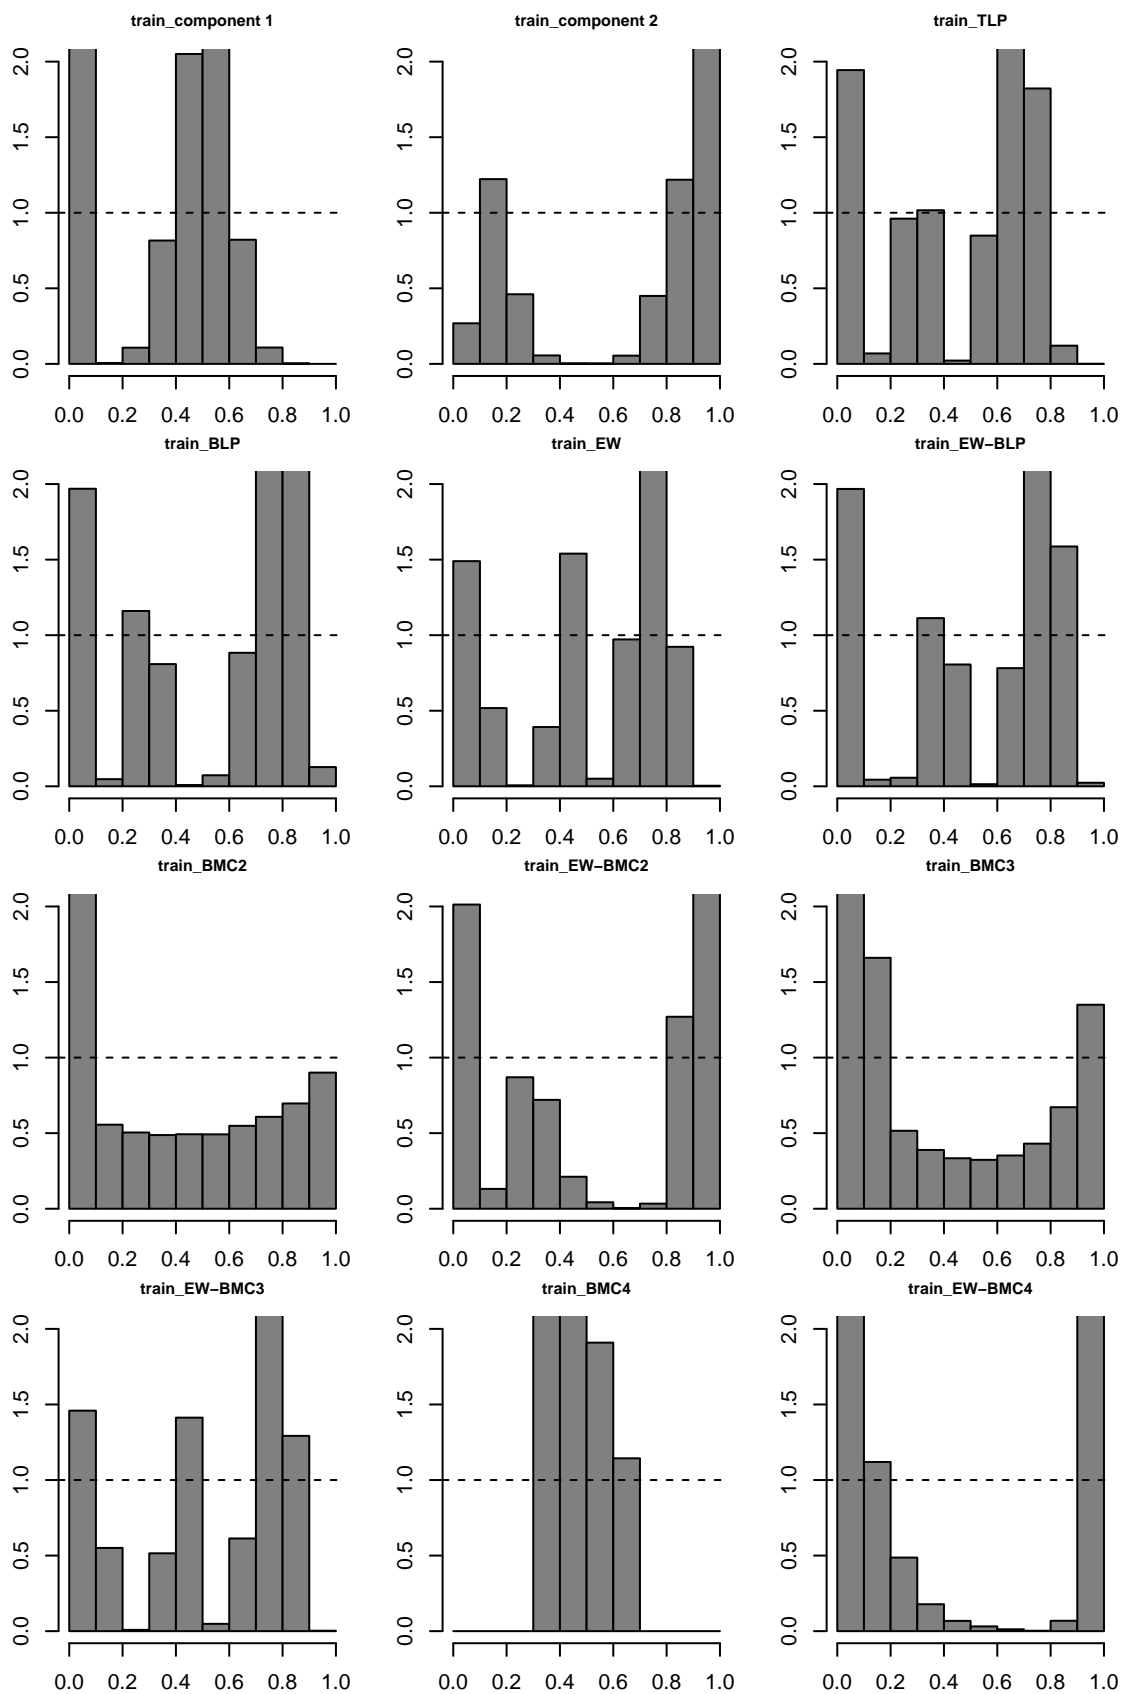 train_component 1 train_component 2 train_TLP
2.0 2.0 2.0
1.5 1.5 1.5
1.0 1.0 1.0
0.5 0.5 0.5
0.0 0.0 0.0
0.0 0.2 0.4 0.6 0.8 1.0 0.0 0.2 0.4 0.6 0.8 1.0 0.0 0.2 0.4 0.6 0.8 1.0
train_BLP train_EW train_EW−BLP
2.0 2.0 2.0
1.5 1.5 1.5
1.0 1.0 1.0
0.5 0.5 0.5
0.0 0.0 0.0
0.0 0.2 0.4 0.6 0.8 1.0 0.0 0.2 0.4 0.6 0.8 1.0 0.0 0.2 0.4 0.6 0.8 1.0
train_BMC2 train_EW−BMC2 train_BMC3
2.0 2.0 2.0
1.5 1.5 1.5
1.0 1.0 1.0
0.5 0.5 0.5
0.0 0.0 0.0
0.0 0.2 0.4 0.6 0.8 1.0 0.0 0.2 0.4 0.6 0.8 1.0 0.0 0.2 0.4 0.6 0.8 1.0
train_EW−BMC3 train_BMC4 train_EW−BMC4
2.0 2.0 2.0
1.5 1.5 1.5
1.0 1.0 1.0
0.5 0.5 0.5
0.0 0.0 0.0
0.0 0.2 0.4 0.6 0.8 1.0 0.0 0.2 0.4 0.6 0.8 1.0 0.0 0.2 0.4 0.6 0.8 1.0